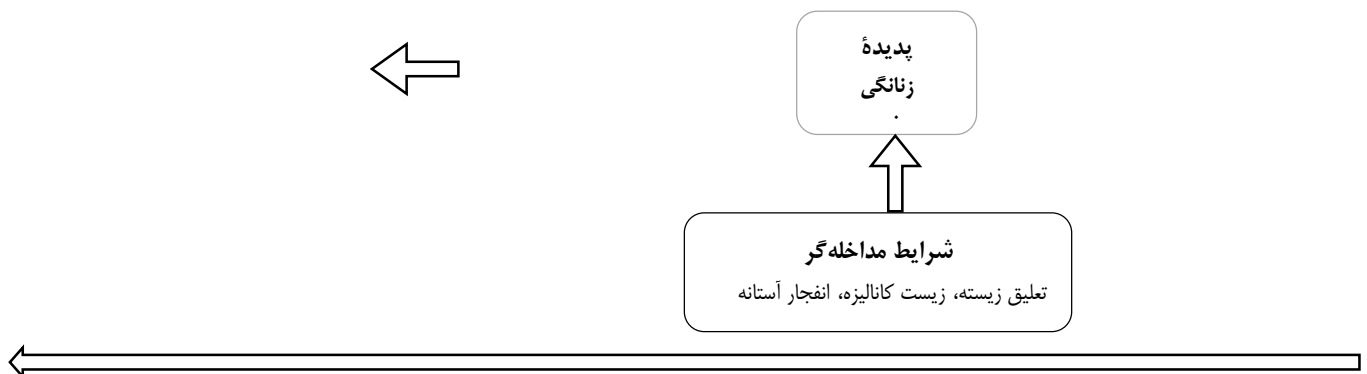 پدیدهٔ
زنانگی
.
شرایط مداخله‌گر
تعلیق زیسته، زیست کانالیزه، انفجار آستانه